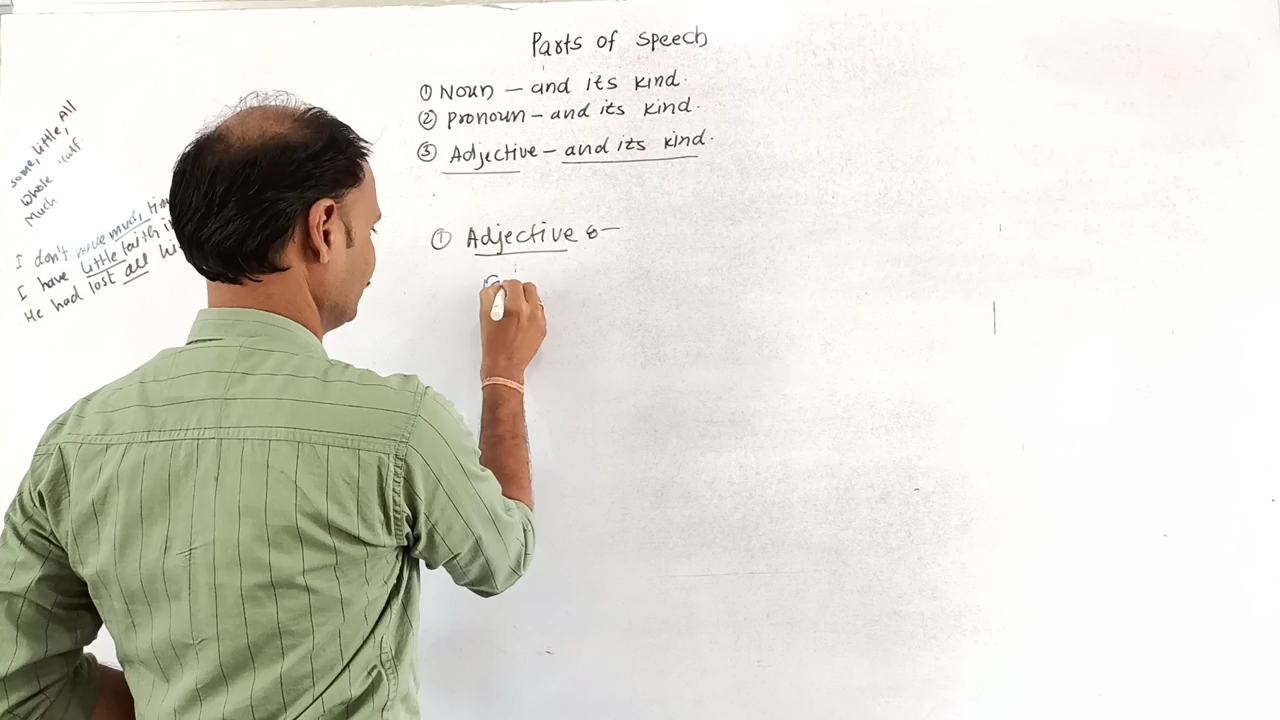 Parts of speech
① Noun – and its kind.
② Pronoun – and its kind.
③ Adjective – and its kind.
① Adjective :–
some, little, All
Whole Half
Much
I don't have much
I have little faith
He had lost all